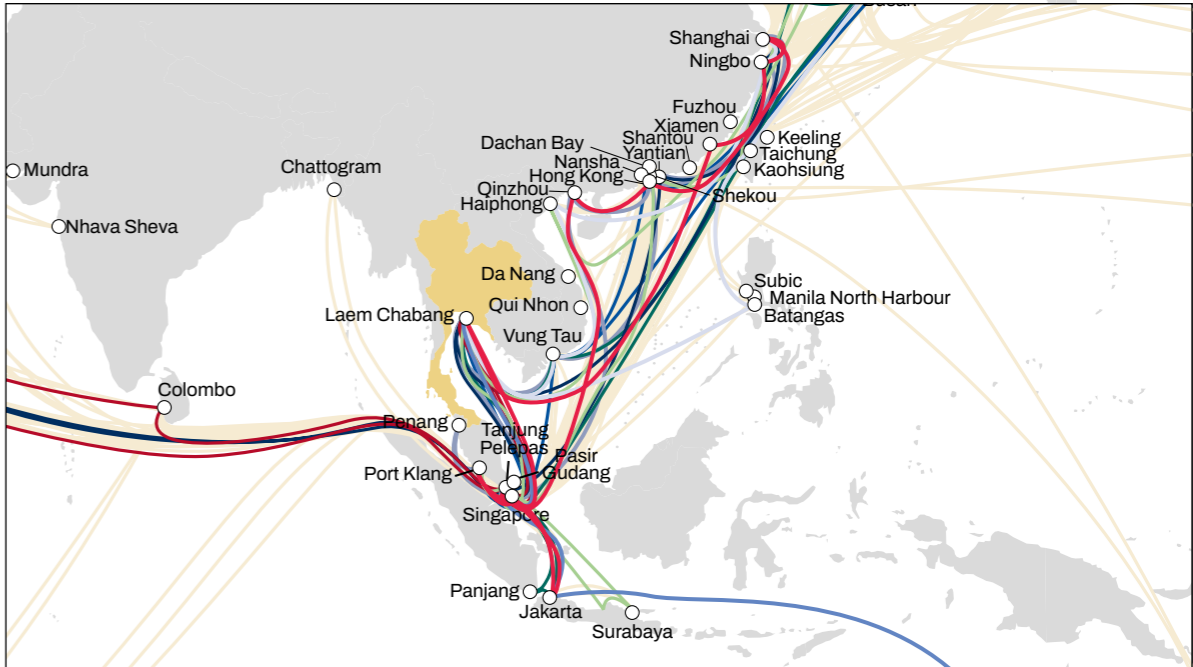 Busan
Shanghai
Ningbo
Fuzhou
Xiamen
Shantou
Keeling
Dachan Bay
Yantian
Taichung
Nansha
Kaohsiung
Mundra
Chattogram
Hong Kong
Qinzhou
Shekou
Haiphong
Nhava Sheva
Da Nang
Subic
Manila North Harbour
Qui Nhon
Batangas
Laem Chabang
Vung Tau
Colombo
Penang
Tanjung
Pelepas
Pasir
Gudang
Port Klang
Singapore
Panjang
Jakarta
Surabaya